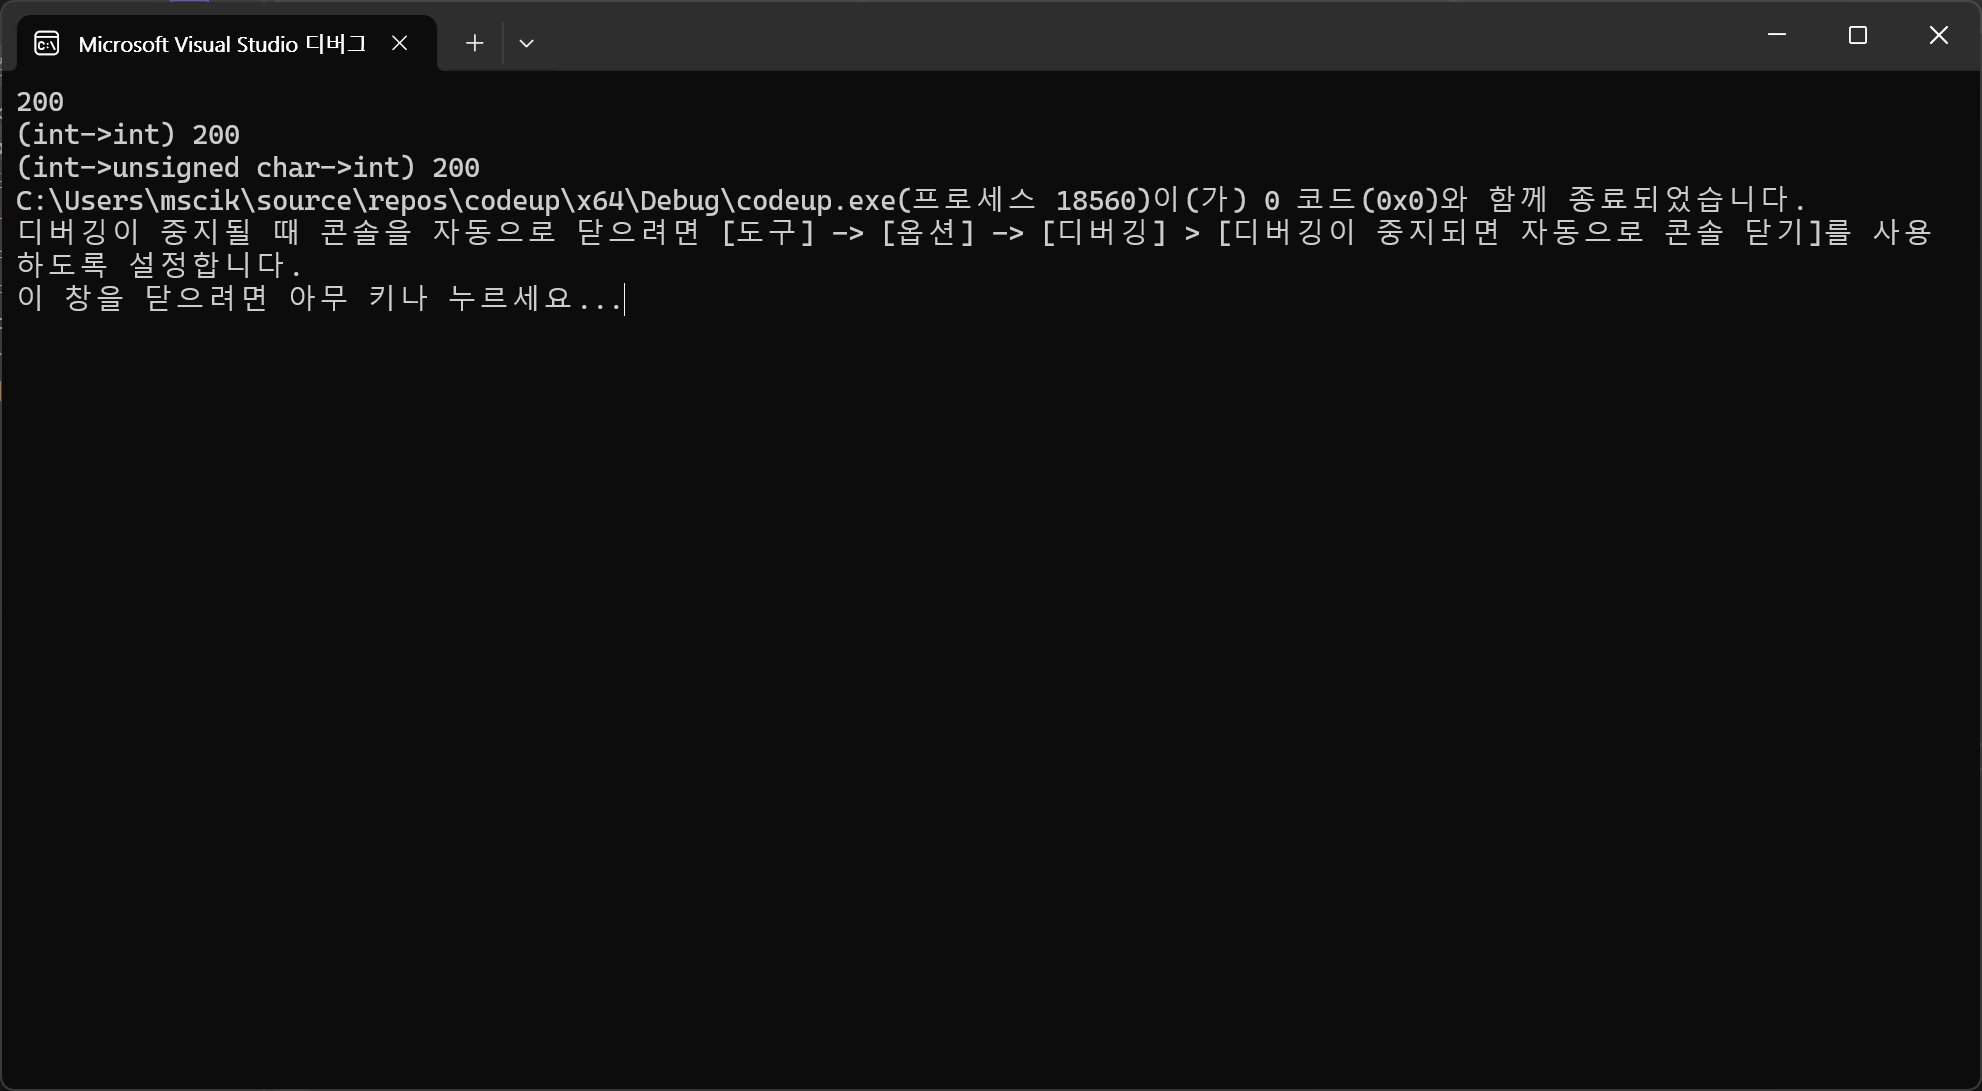 Microsoft Visual Studio 디버그
200
(int->int) 200
(int->unsigned char->int) 200
C:\Users\mscik\source\repos\codeup\x64\Debug\codeup.exe(프로세스 18560)이(가) 0 코드(0x0)와 함께 종료되었습니다.
디버깅이 중지될 때 콘솔을 자동으로 닫으려면 [도구] -> [옵션] -> [디버깅] > [디버깅이 중지되면 자동으로 콘솔 닫기]를 사용
하도록 설정합니다.
이 창을 닫으려면 아무 키나 누르세요...